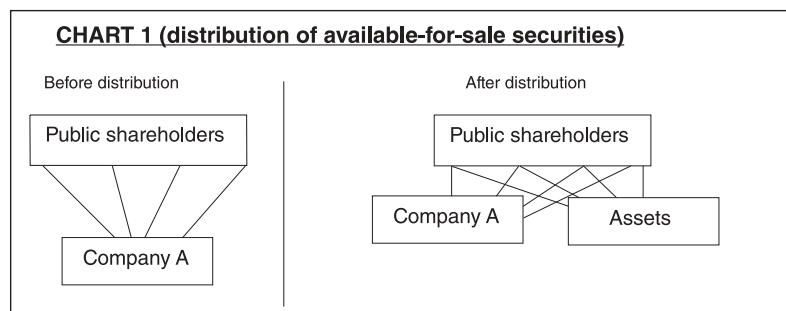 CHART 1 (distribution of available-for-sale securities)
Before distribution
Public shareholders
Company A
After distribution
Public shareholders
Company A
Assets